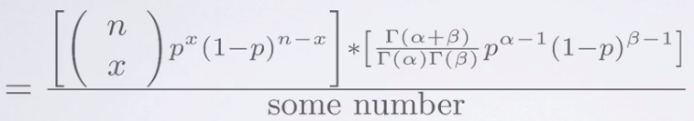 = [(n x) p^x (1−p)^{n−x}] * [Γ(α+β)/Γ(α)Γ(β) p^{α−1} (1−p)^{β−1}]
some number